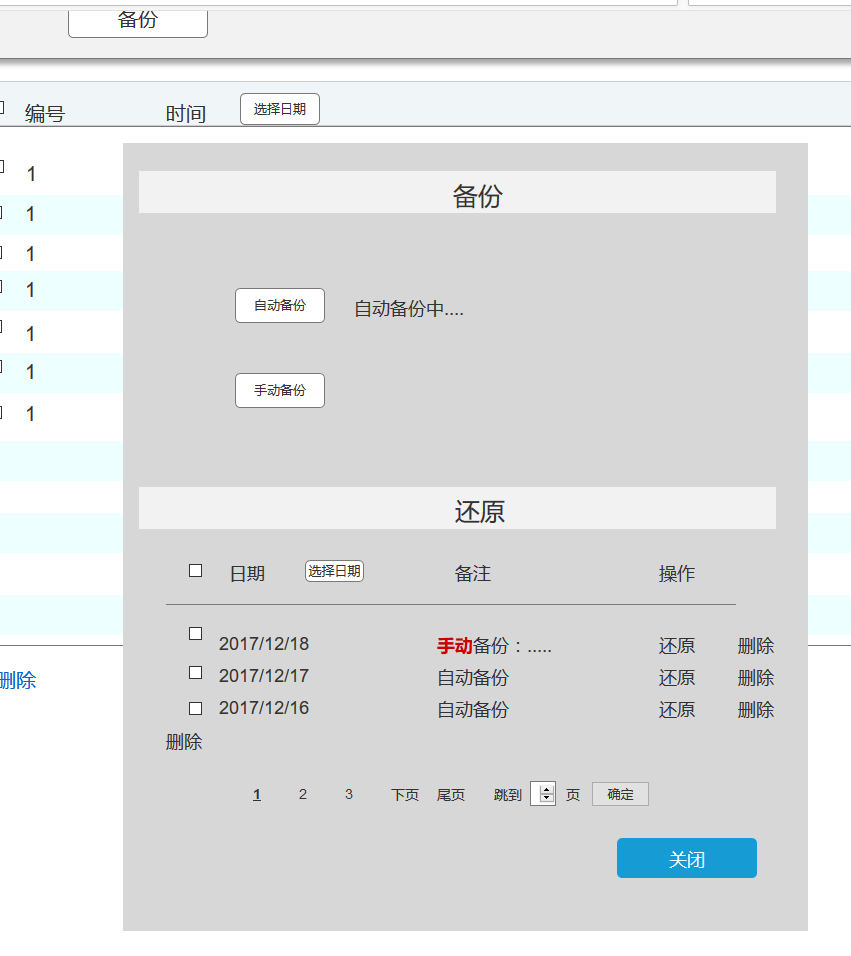 备份
编号 时间 选择日期
1
备份
1
1
1
自动备份 自动备份中....
1
1
手动备份
1
还原
日期 选择日期 备注 操作
2017/12/18 手动备份：..... 还原 删除
2017/12/17 自动备份 还原 删除
删除
2017/12/16 自动备份 还原 删除
删除
1 2 3 下页 尾页 跳到 页 确定
关闭